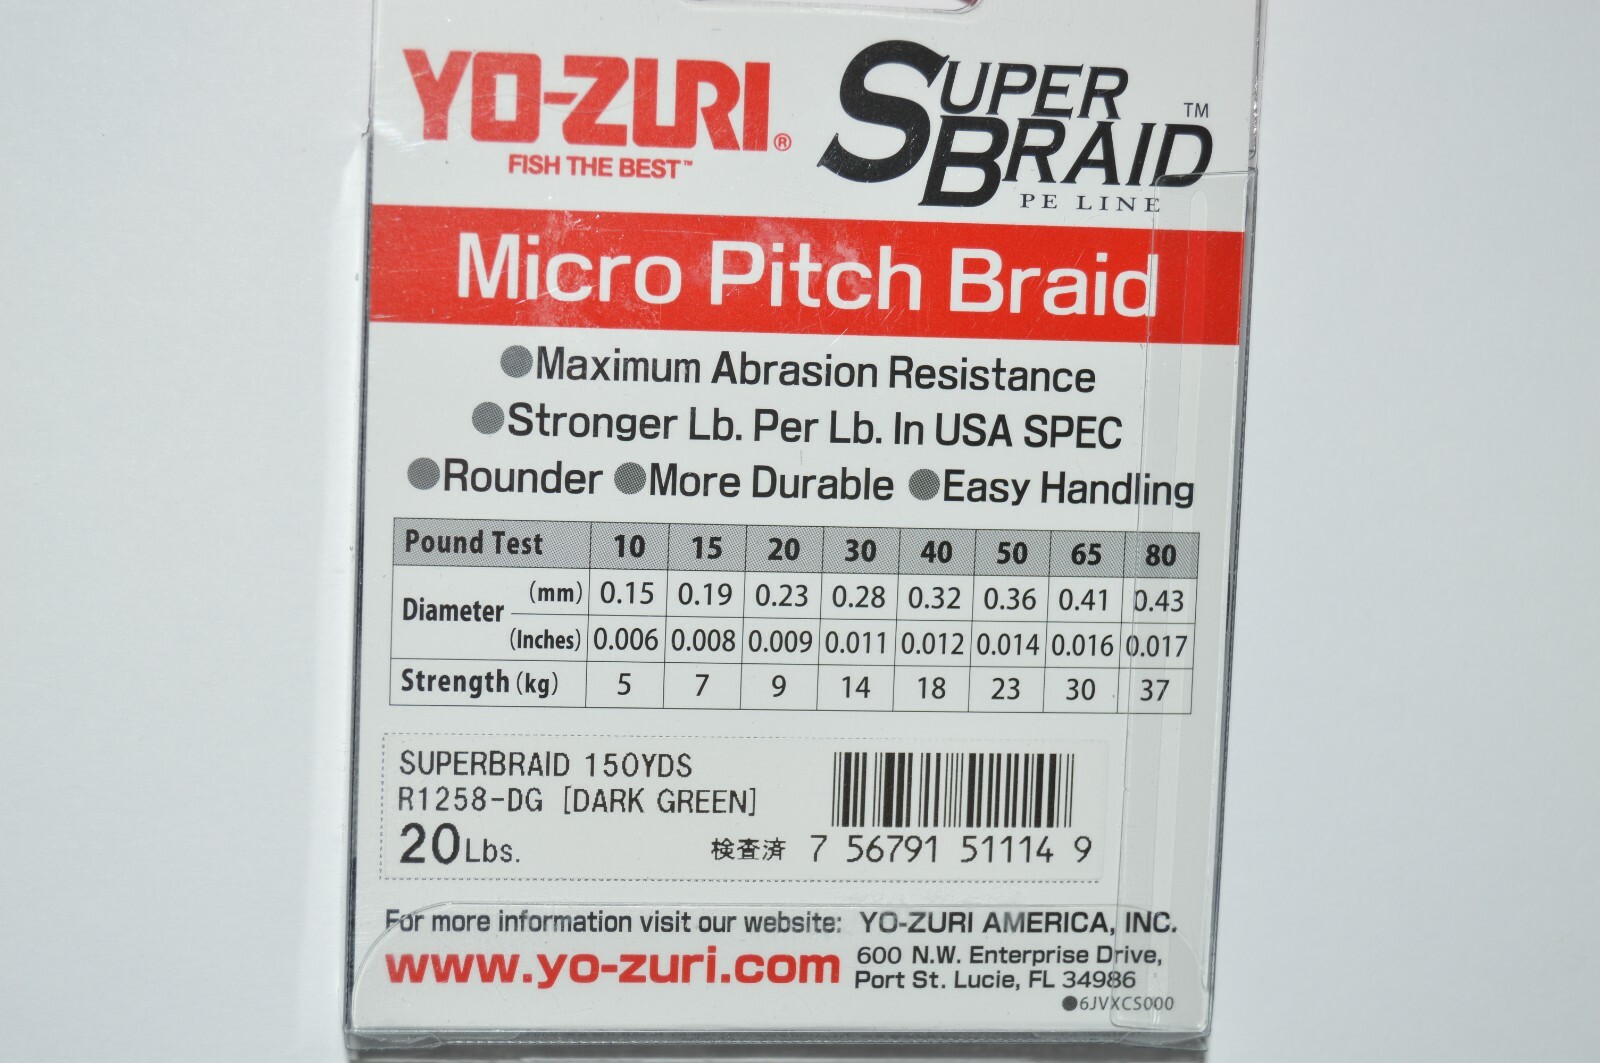 YO-ZURI®
FISH THE BEST™
SUPER BRAID™
PE LINE
Micro Pitch Braid
●Maximum Abrasion Resistance
●Stronger Lb. Per Lb. In USA SPEC
●Rounder ●More Durable ●Easy Handling
Pound Test 10 15 20 30 40 50 65 80
Diameter (mm) 0.15 0.19 0.23 0.28 0.32 0.36 0.41 0.43
(Inches) 0.006 0.008 0.009 0.011 0.012 0.014 0.016 0.017
Strength (kg) 5 7 9 14 18 23 30 37
SUPERBRAID 150YDS
R1258-DG [DARK GREEN]
20Lbs.
検査済 7 56791 51114 9
For more information visit our website:
www.yo-zuri.com
YO-ZURI AMERICA, INC.
600 N.W. Enterprise Drive,
Port St. Lucie, FL 34986
●6JVXCS000